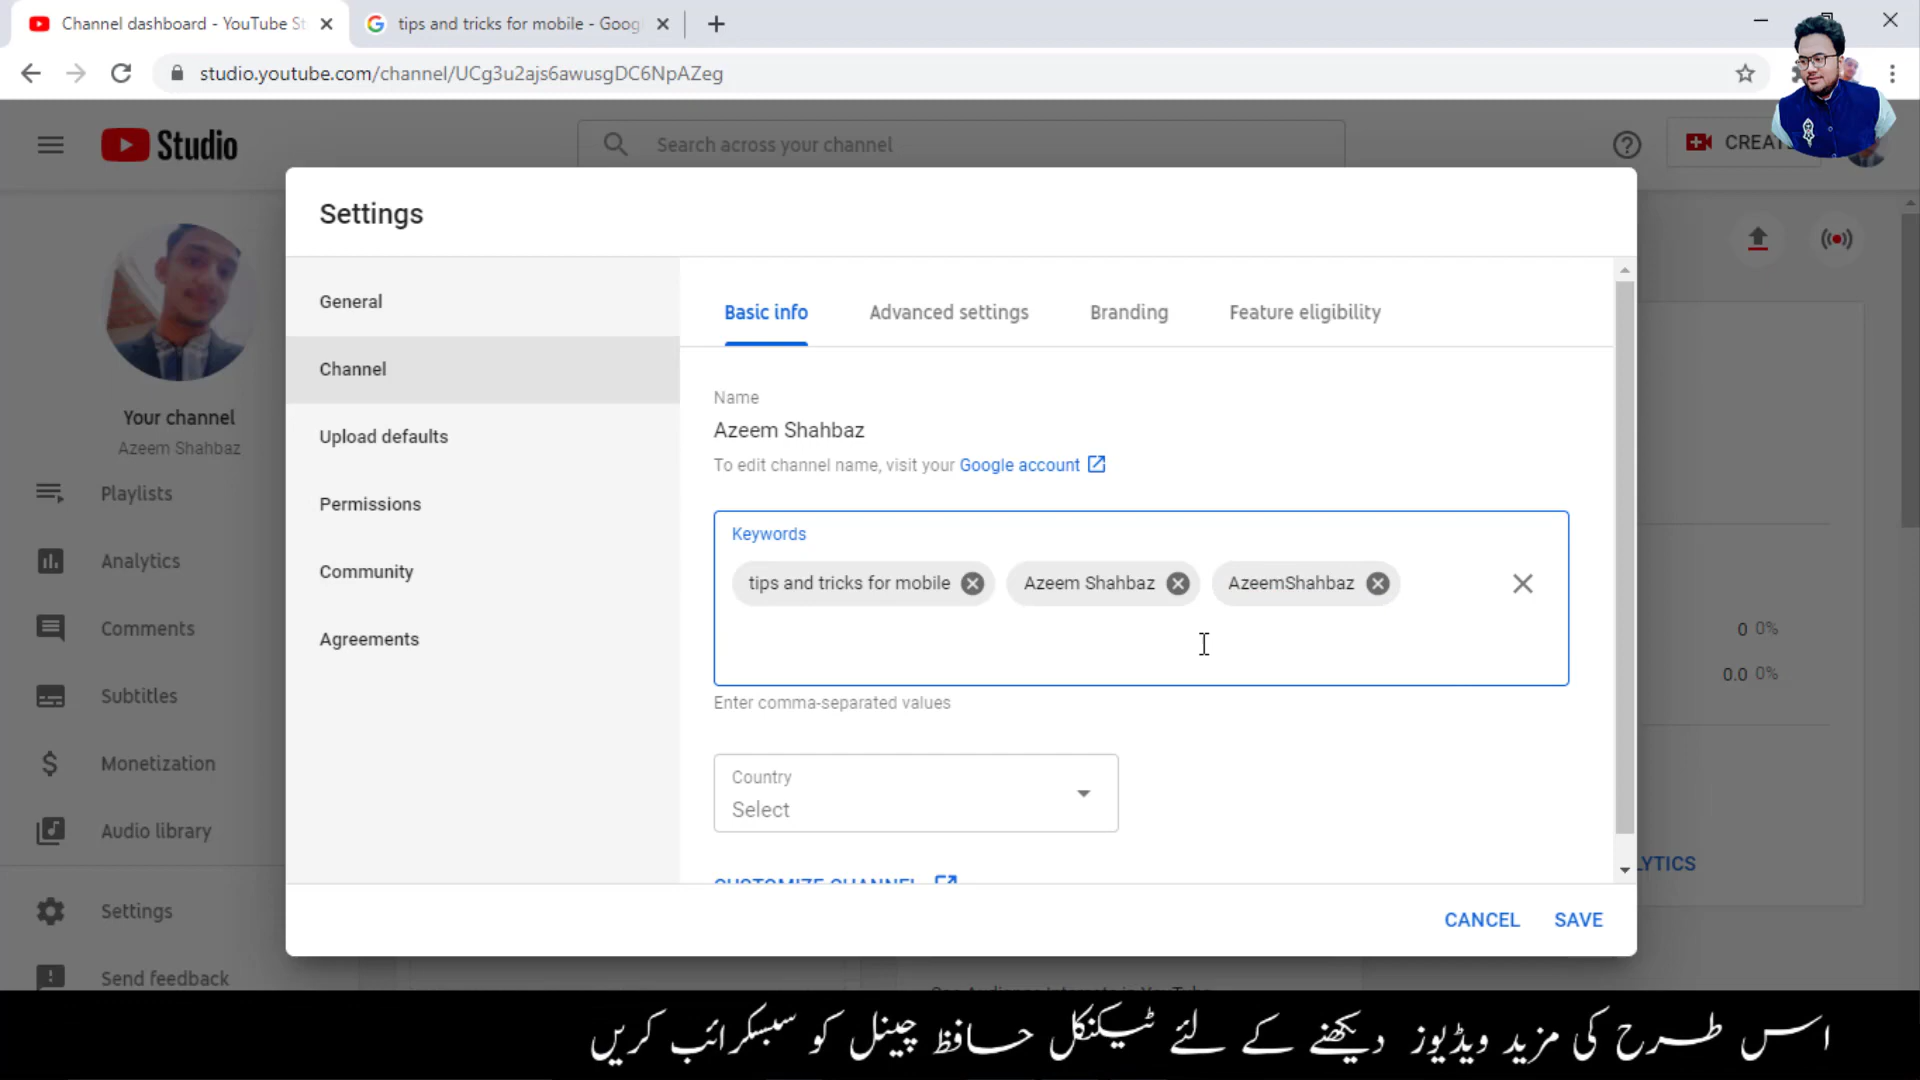 Channel dashboard - YouTube St
tips and tricks for mobile - Goog
studio.youtube.com/channel/UCg3u2ajs6awusgDC6NpAZeg
Studio
Search across your channel
CREAT
Settings
General
Channel
Upload defaults
Permissions
Community
Agreements
Basic info
Advanced settings
Branding
Feature eligibility
Name
Azeem Shahbaz
To edit channel name, visit your Google account
Keywords
tips and tricks for mobile
Azeem Shahbaz
AzeemShahbaz
Enter comma-separated values
Country
Select
CUSTOMIZE CHANNEL
CANCEL
SAVE
Your channel
Azeem Shahbaz
Playlists
Analytics
Comments
Subtitles
Monetization
Audio library
Settings
Send feedback
0 0%
0.0 0%
LYTICS
اس طرح کی مزید ویڈیوز دیکھنے کے لئے ٹیکنکل حافظ چینل کو سبسکرائب کریں